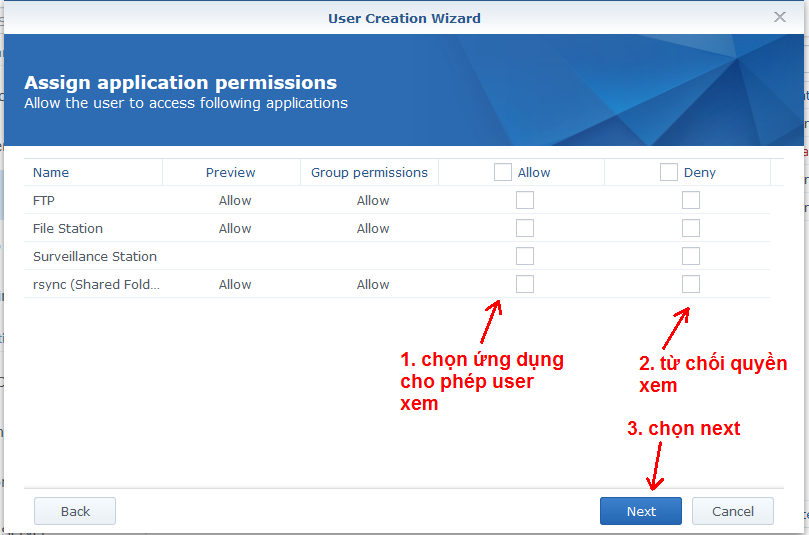 User Creation Wizard
Assign application permissions
Allow the user to access following applications
Name Preview Group permissions Allow Deny
FTP Allow Allow
File Station Allow Allow
Surveillance Station
rsync (Shared Fold... Allow Allow
1. chọn ứng dụng
cho phép user
xem
2. từ chối quyền
xem
3. chọn next
Back Next Cancel